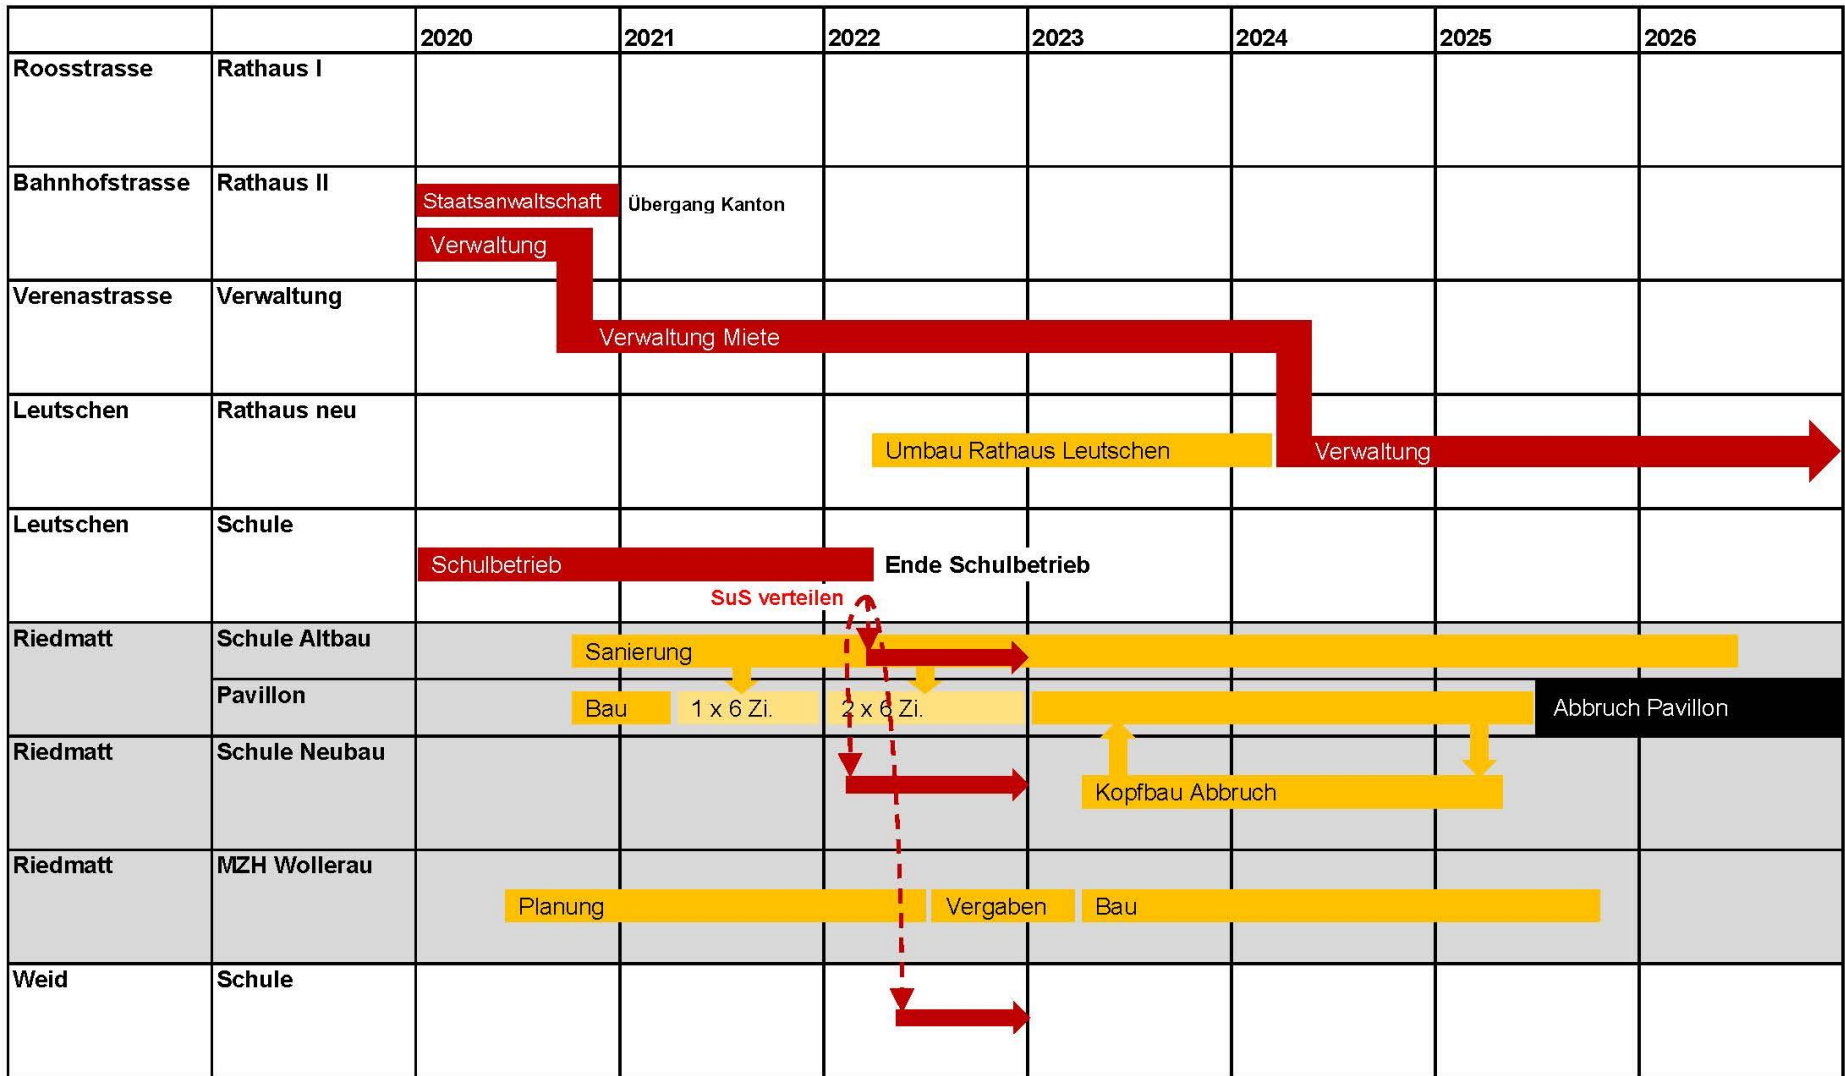 2020 2021 2022 2023 2024 2025 2026
Roosstrasse Rathaus I
Bahnhofstrasse Rathaus II
Staatsanwaltschaft Übergang Kanton
Verwaltung
Verenastrasse Verwaltung
Verwaltung Miete
Leutschen Rathaus neu
Umbau Rathaus Leutschen Verwaltung
Leutschen Schule
Schulbetrieb Ende Schulbetrieb
SuS verteilen
Riedmatt Schule Altbau
Sanierung
Pavillon
Bau 1 x 6 Zi. 2 x 6 Zi. Abbruch Pavillon
Riedmatt Schule Neubau
Kopfbau Abbruch
Riedmatt MZH Wollerau
Planung Vergaben Bau
Weid Schule